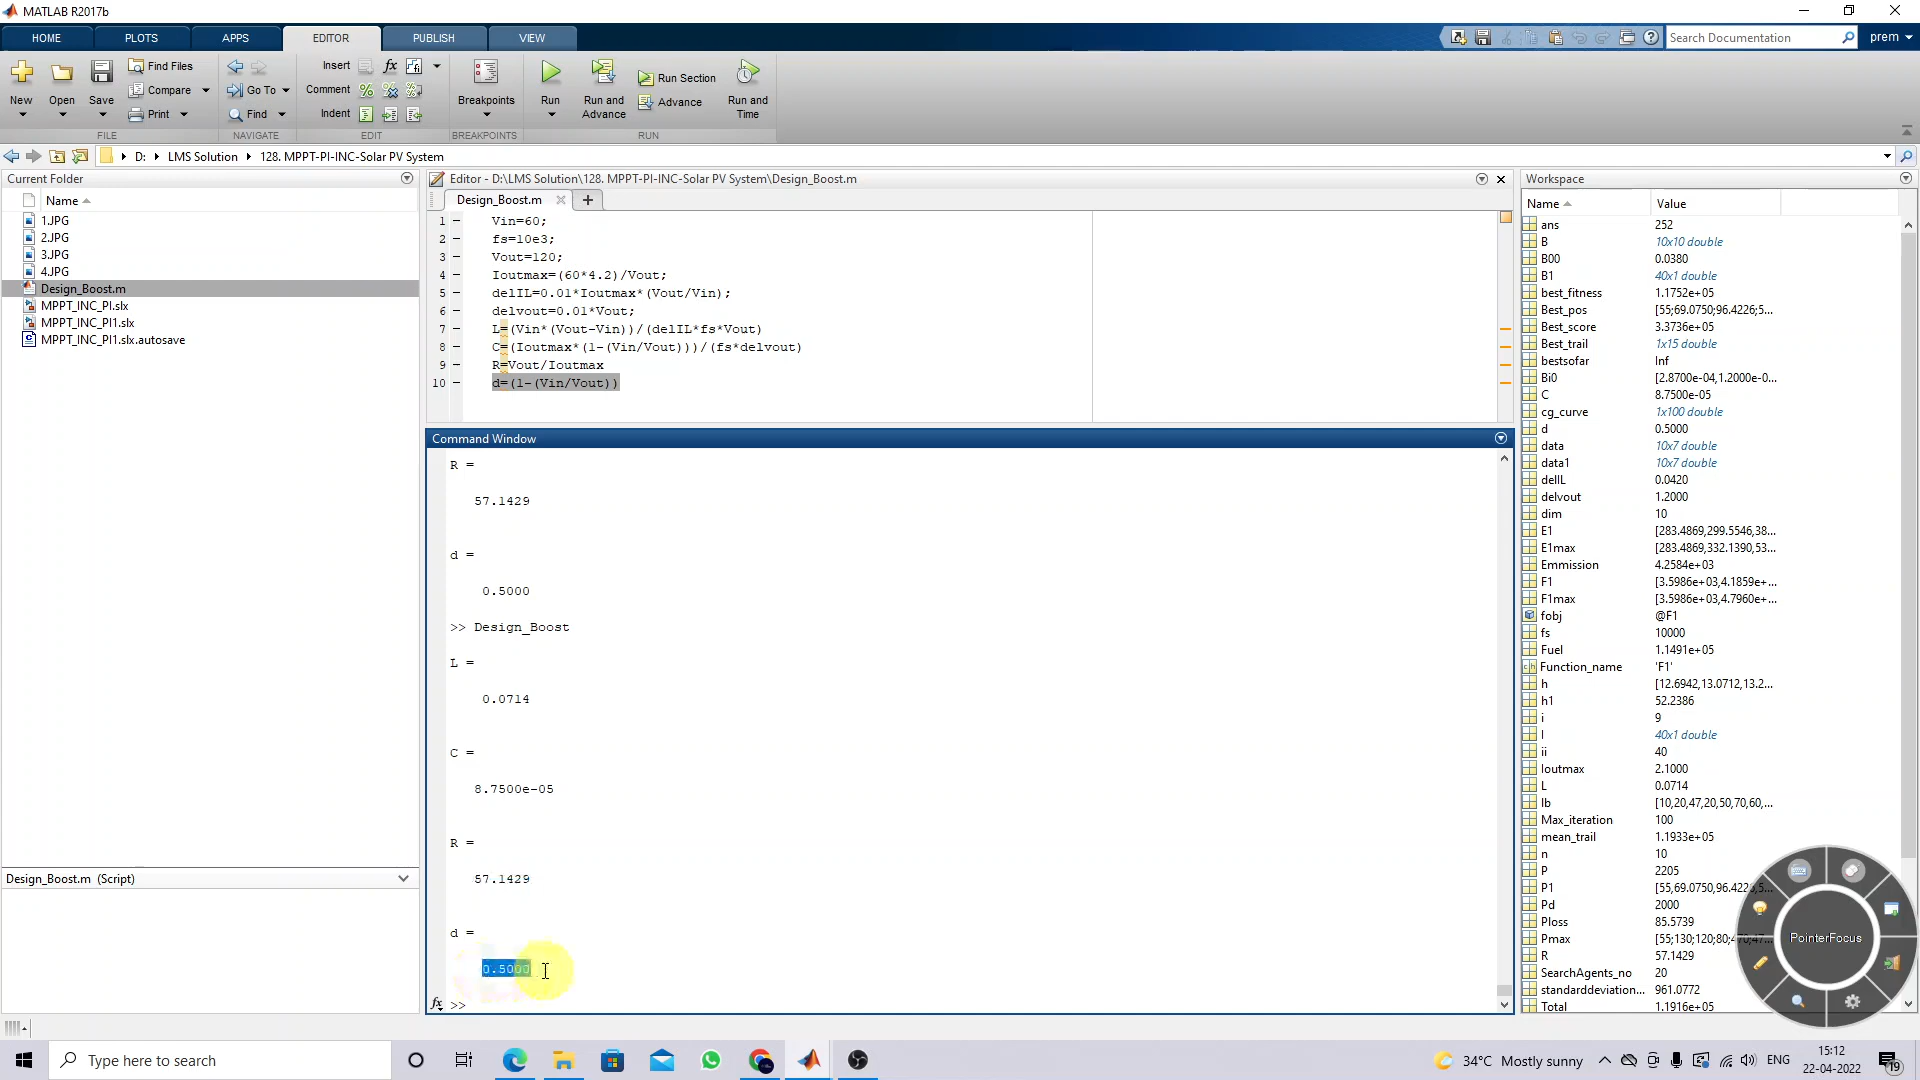 MATLAB R2017b
HOME
PLOTS
APPS
EDITOR
PUBLISH
VIEW
Search Documentation
prem
New
Open
Save
Find Files
Compare
Print
FILE
Go To
Find
NAVIGATE
Insert
fx
Comment
Indent
EDIT
Breakpoints
BREAKPOINTS
Run
Run and Advance
Run Section
Advance
Run and Time
RUN
D: LMS Solution 128. MPPT-PI-INC-Solar PV System
Current Folder
Name
1.JPG
2.JPG
3.JPG
4.JPG
Design_Boost.m
MPPT_INC_PI.slx
MPPT_INC_PI1.slx
MPPT_INC_PI1.slx.autosave
Design_Boost.m (Script)
Editor - D:\LMS Solution\128. MPPT-PI-INC-Solar PV System\Design_Boost.m
Design_Boost.m
1 Vin=60;
2 fs=10e3;
3 Vout=120;
4 Ioutmax=(60*4.2)/Vout;
5 delIL=0.01*Ioutmax*(Vout/Vin);
6 delvout=0.01*Vout;
7 L=(Vin*(Vout-Vin))/(delIL*fs*Vout)
8 C=(Ioutmax*(1-(Vin/Vout)))/(fs*delvout)
9 R=Vout/Ioutmax
10 d=(1-(Vin/Vout))
Command Window
R =
57.1429
d =
0.5000
>> Design_Boost
L =
0.0714
C =
8.7500e-05
R =
57.1429
d =
0.5000
fx >>
Workspace
Name Value
ans 252
B 10x10 double
B00 0.0380
B1 40x1 double
best_fitness 1.1752e+05
Best_pos [55;69.0750;96.4226;5...
Best_score 3.3736e+05
Best_trail 1x15 double
bestsofar Inf
Bi0 [2.8700e-04,1.2000e-0...
C 8.7500e-05
cg_curve 1x100 double
d 0.5000
data 10x7 double
data1 10x7 double
delIL 0.0420
delvout 1.2000
dim 10
E1 [283.4869,299.5546,38...
E1max [283.4869,332.1390,53...
Emmission 4.2584e+03
F1 [3.5986e+03,4.1859e+...
F1max [3.5986e+03,4.7960e+...
fobj @F1
fs 10000
Fuel 1.1491e+05
Function_name 'F1'
h [12.6942,13.0712,13.2...
h1 52.2386
i 9
I 40x1 double
ii 40
Ioutmax 2.1000
L 0.0714
lb [10,20,47,20,50,70,60,...
Max_iteration 100
mean_trail 1.1933e+05
n 10
P 2205
P1 [55,69.0750,96.4226,5...
Pd 2000
Ploss 85.5739
Pmax [55;130;120;80;470;47...
R 57.1429
SearchAgents_no 20
standarddeviation... 961.0772
Total 1.1916e+05
PointerFocus
Type here to search
34°C Mostly sunny
ENG
15:12
22-04-2022
19